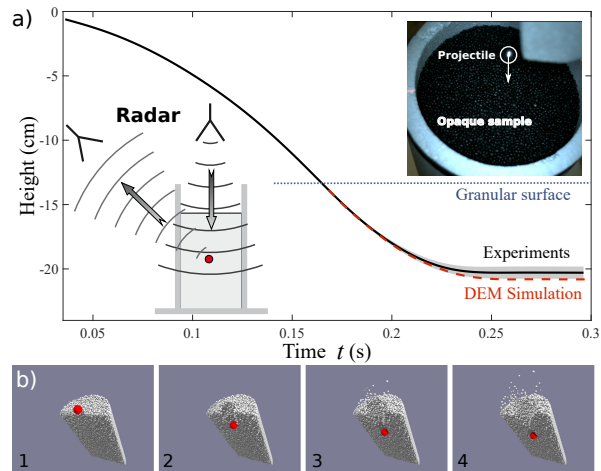 a)
Height (cm)
0
−5
−10
−15
−20
Radar
Projectile
Opaque sample
Granular surface
Experiments
DEM Simulation
0.05
0.1
0.15
0.2
0.25
0.3
Time t (s)
b)
1
2
3
4